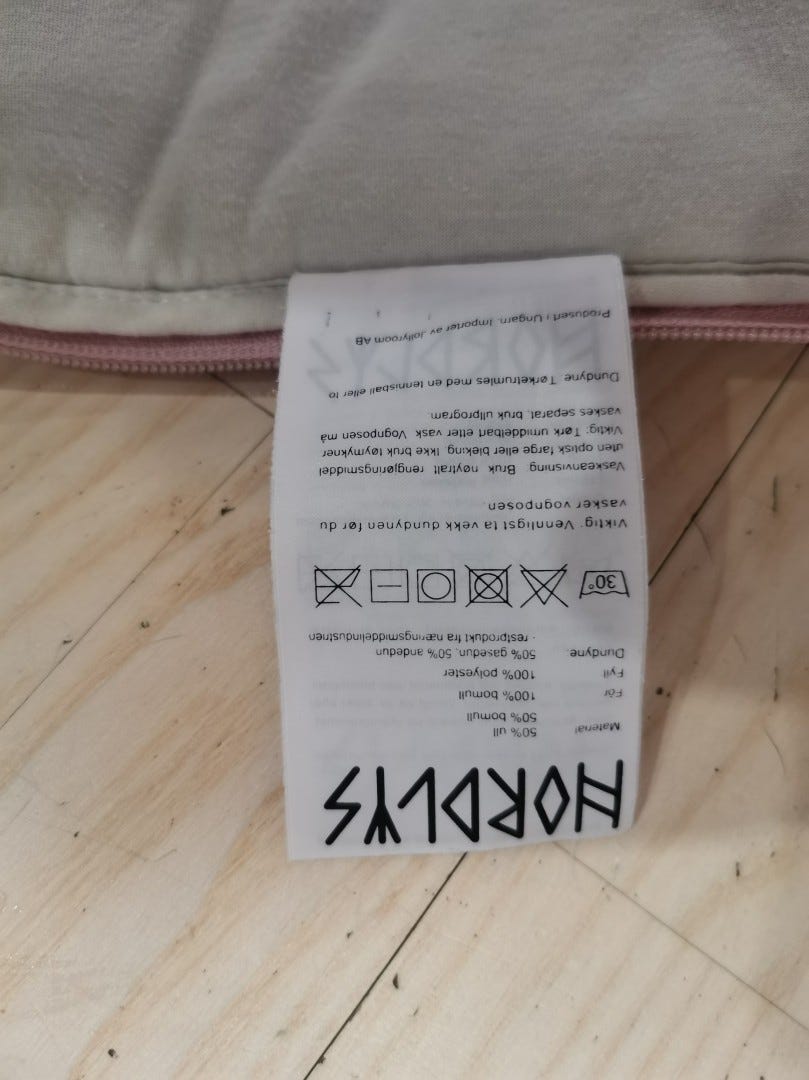 NORDLYS
Material 50% ull
50% bomull
Fôr 100% bomull
Fyll 100% polyester
Dundyne: 50% gåsedun, 50% andedun
- restprodukt fra næringsmiddelindustrien
30°
Viktig: Vennligst ta vekk dundynen før du
vasker vognposen
Vaskeanvisning: Bruk nøytralt rengjøringsmiddel
uten optisk farge eller bleking. Ikke bruk tøymykner
Viktig: Tørk umiddelbart etter vask. Vognposen må
vaskes separat, bruk ullprogram.
Dundyne: Tørketrumles med en tennisball eller to
Produsert i Ungarn. Importer av Jollyroom AB